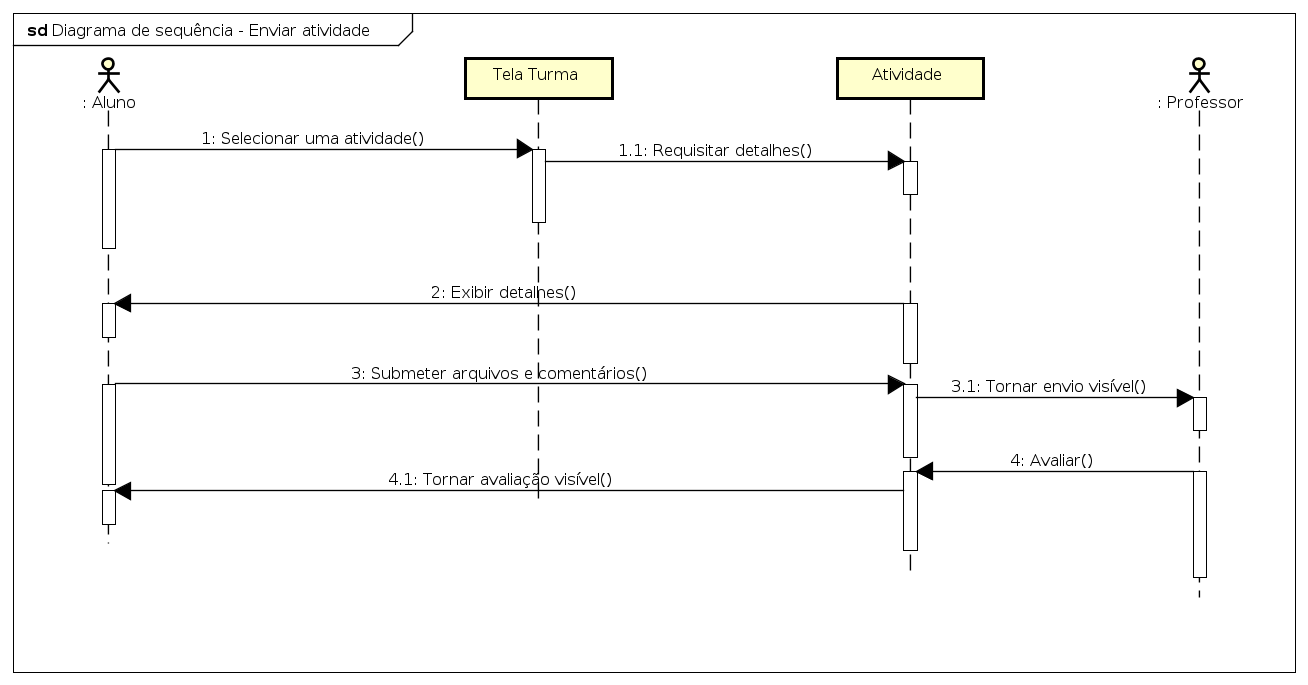 sd Diagrama de sequência - Enviar atividade
: Aluno
Tela Turma
Atividade
: Professor
1: Selecionar uma atividade()
1.1: Requisitar detalhes()
2: Exibir detalhes()
3: Submeter arquivos e comentários()
3.1: Tornar envio visível()
4: Avaliar()
4.1: Tornar avaliação visível()